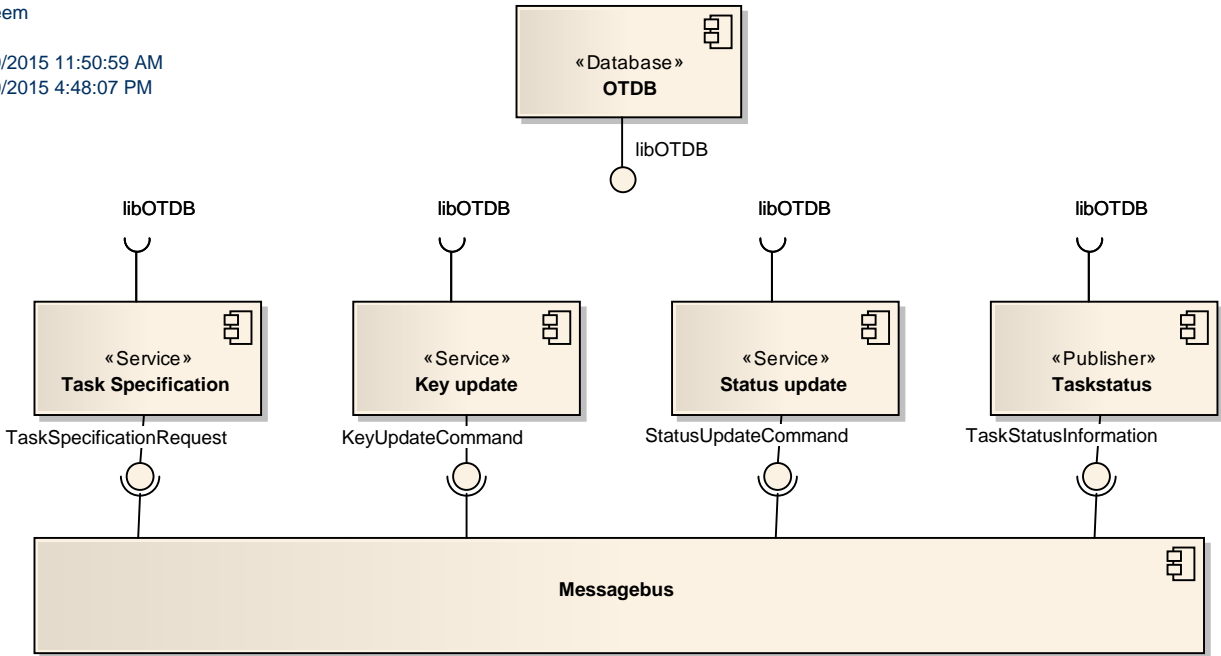 eem
/2015 11:50:59 AM
/2015 4:48:07 PM
«Database»
OTDB
libOTDB
libOTDB
libOTDB
libOTDB
libOTDB
«Service»
Task Specification
«Service»
Key update
«Service»
Status update
«Publisher»
Taskstatus
TaskSpecificationRequest
KeyUpdateCommand
StatusUpdateCommand
TaskStatusInformation
Messagebus